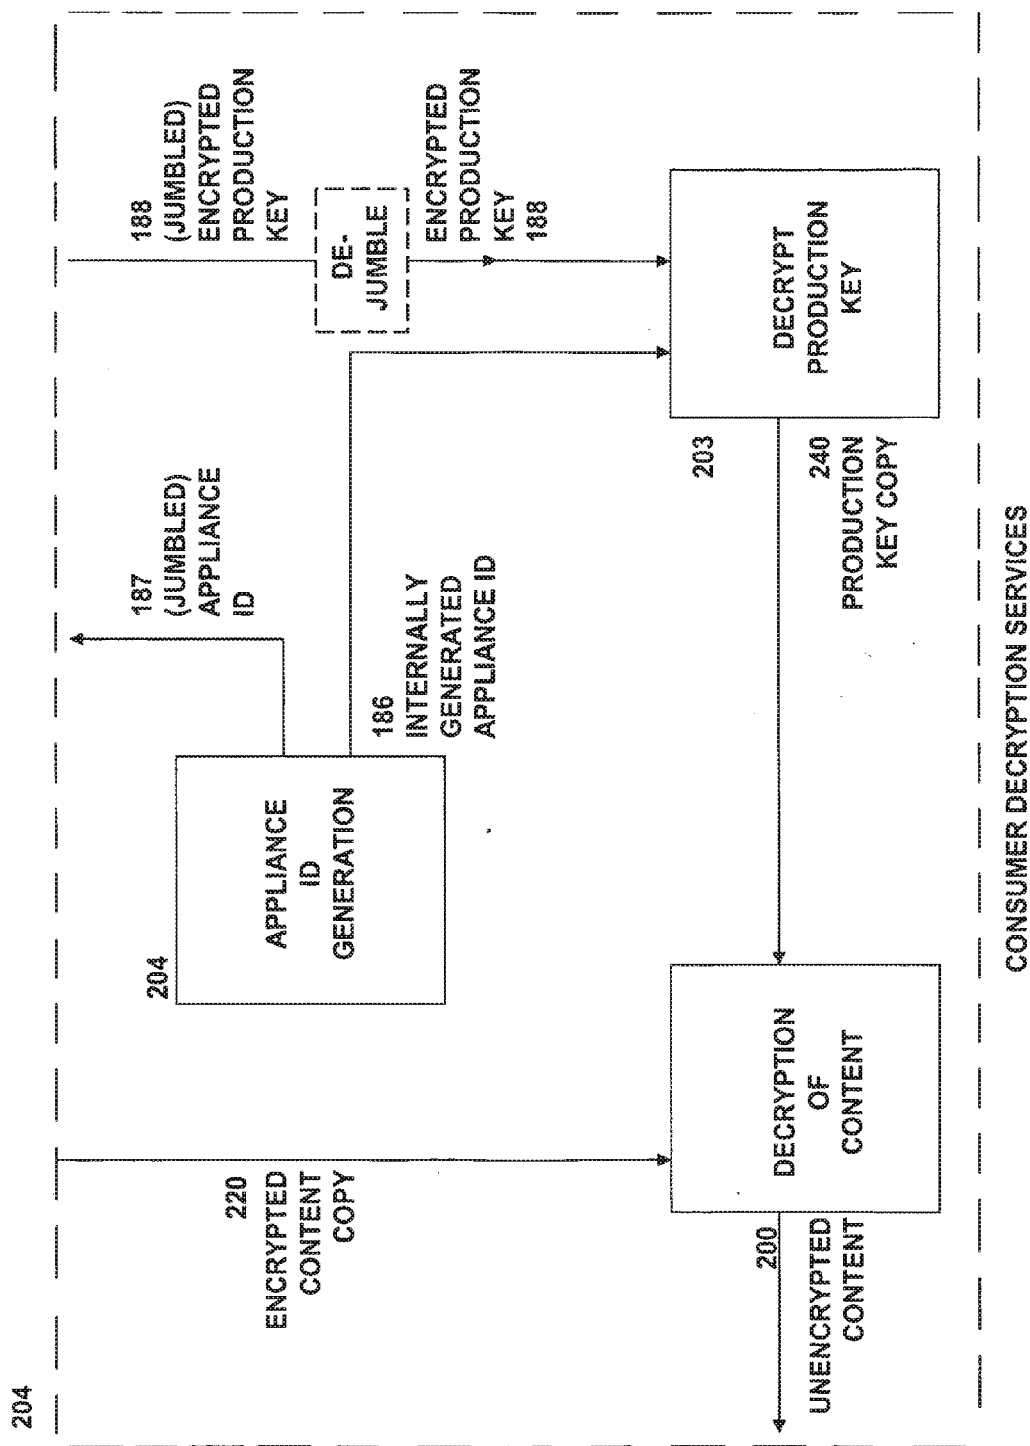 204
220
ENCRYPTED
CONTENT
COPY
204
APPLIANCE
ID
GENERATION
187
(JUMBLED)
APPLIANCE
ID
186
INTERNALLY
GENERATED
APPLIANCE ID
188
(JUMBLED)
ENCRYPTED
PRODUCTION
KEY
DE-
JUMBLE
ENCRYPTED
PRODUCTION
KEY
188
200
UNENCRYPTED
CONTENT
DECRYPTION
OF
CONTENT
203
240
PRODUCTION
KEY COPY
DECRYPT
PRODUCTION
KEY
CONSUMER DECRYPTION SERVICES